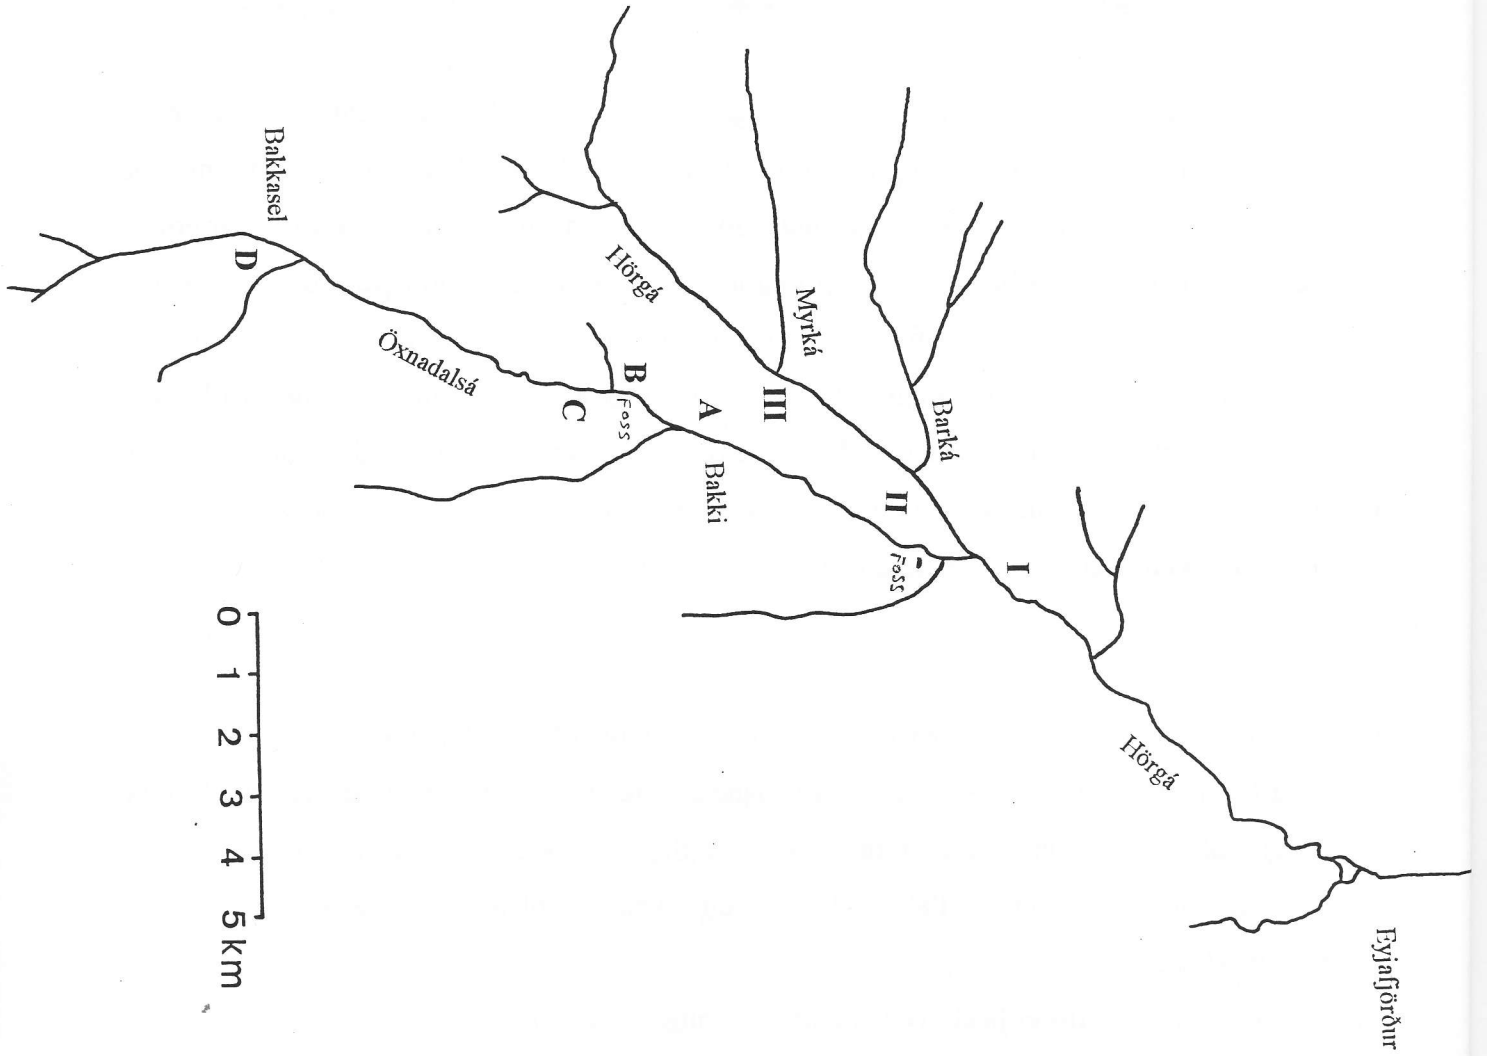 Bakkasel
D
Öxnadalsá
Hörgá
Myrká
Barká
B
Foss
C
A
III
Bakki
II
Foss
I
Hörgá
Eyjafjörður
0 1 2 3 4 5 km